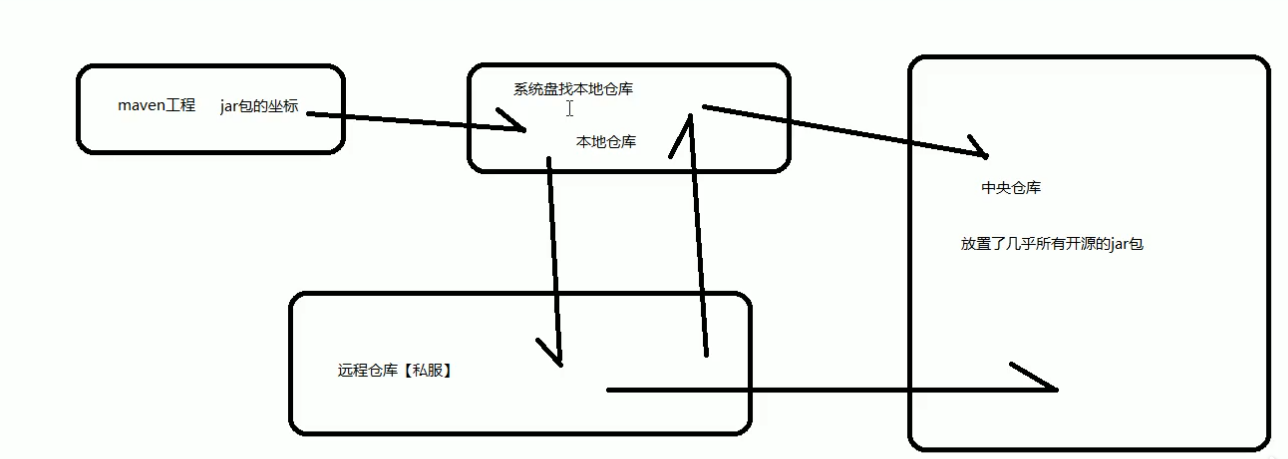 maven工程 jar包的坐标
系统盘找本地仓库
本地仓库
中央仓库
放置了几乎所有开源的jar包
远程仓库【私服】